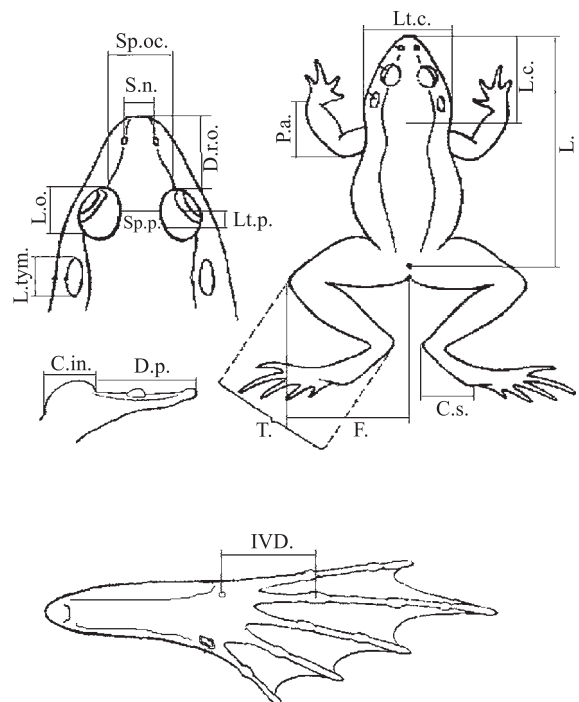 Sp.oc.
S.n.
D.r.o.
L.o.
Sp.p.
Lt.p.
L.tym.
C.in.
D.p.
Lt.c.
L.c.
L.
P.a.
T.
F.
C.s.
IVD.